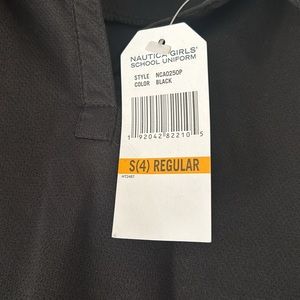 NAUTICA GIRLS'
SCHOOL UNIFORM
STYLE NCA0250P
COLOR BLACK
1 92042 82210 5
S(4) REGULAR